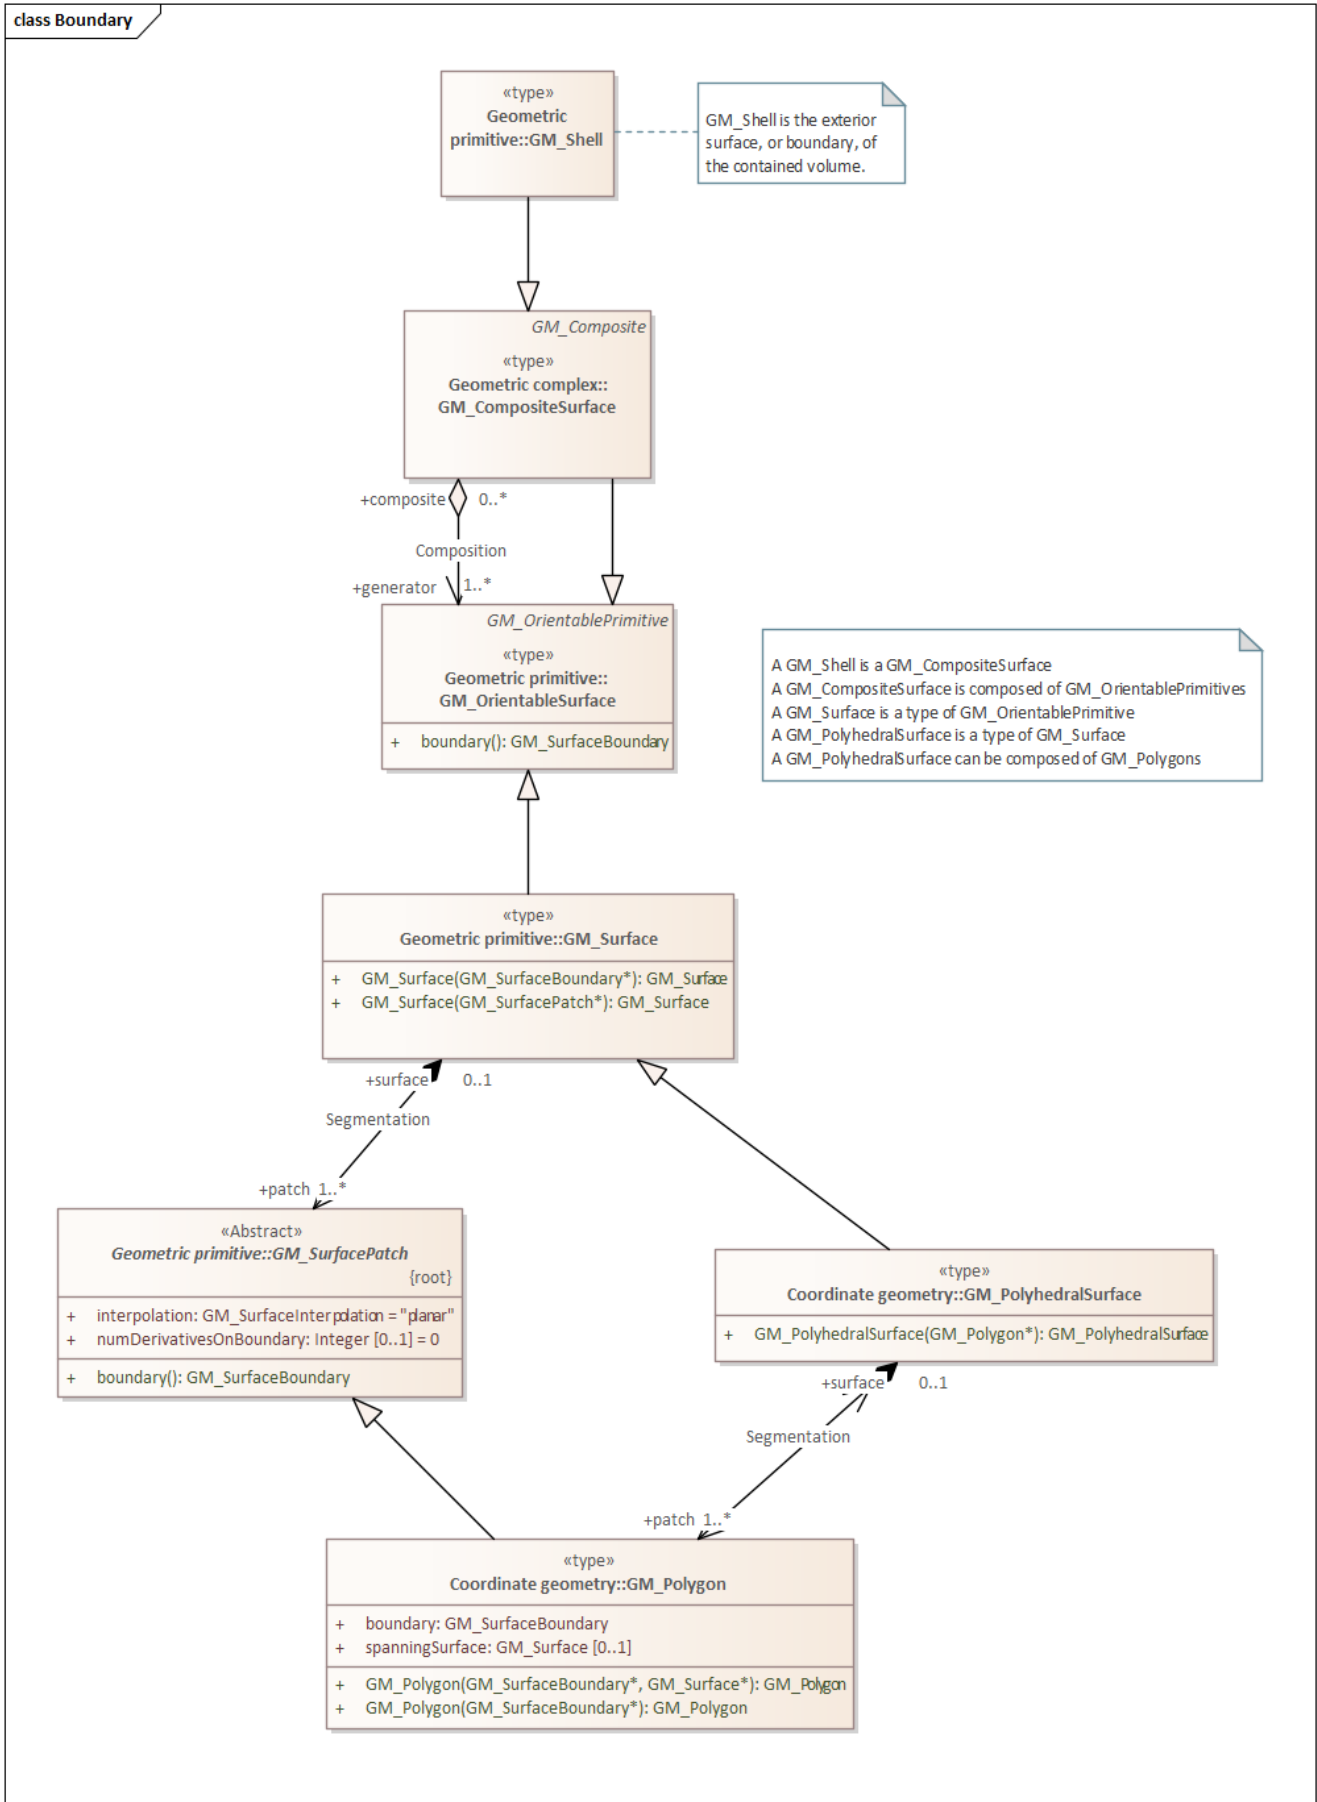 class Boundary
«type»
Geometric
primitive::GM_Shell
GM_Shell is the exterior
surface, or boundary, of
the contained volume.
GM_Composite
«type»
Geometric complex::
GM_CompositeSurface
+composite 0..*
Composition
+generator 1..*
GM_OrientablePrimitive
«type»
Geometric primitive::
GM_OrientableSurface
+ boundary(): GM_SurfaceBoundary
A GM_Shell is a GM_CompositeSurface
A GM_CompositeSurface is composed of GM_OrientablePrimitives
A GM_Surface is a type of GM_OrientablePrimitive
A GM_PolyhedralSurface is a type of GM_Surface
A GM_PolyhedralSurface can be composed of GM_Polygons
«type»
Geometric primitive::GM_Surface
+ GM_Surface(GM_SurfaceBoundary*): GM_Surface
+ GM_Surface(GM_SurfacePatch*): GM_Surface
+surface 0..1
Segmentation
+patch 1..*
«Abstract»
Geometric primitive::GM_SurfacePatch
{root}
+ interpolation: GM_SurfaceInterpolation = "planar"
+ numDerivativesOnBoundary: Integer [0..1] = 0
+ boundary(): GM_SurfaceBoundary
«type»
Coordinate geometry::GM_PolyhedralSurface
+ GM_PolyhedralSurface(GM_Polygon*): GM_PolyhedralSurface
+surface 0..1
Segmentation
+patch 1..*
«type»
Coordinate geometry::GM_Polygon
+ boundary: GM_SurfaceBoundary
+ spanningSurface: GM_Surface [0..1]
+ GM_Polygon(GM_SurfaceBoundary*, GM_Surface*): GM_Polygon
+ GM_Polygon(GM_SurfaceBoundary*): GM_Polygon